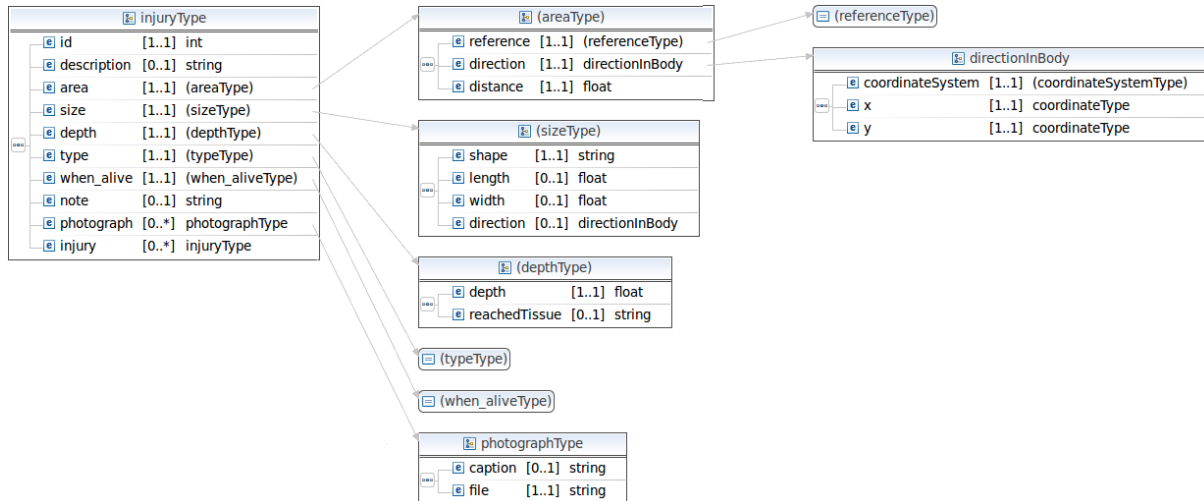 injuryType
id [1..1] int
description [0..1] string
area [1..1] (areaType)
size [1..1] (sizeType)
depth [1..1] (depthType)
type [1..1] (typeType)
when_alive [1..1] (when_aliveType)
note [0..1] string
photograph [0..*] photographType
injury [0..*] injuryType
(areaType)
reference [1..1] (referenceType)
direction [1..1] directionInBody
distance [1..1] float
(sizeType)
shape [1..1] string
length [0..1] float
width [0..1] float
direction [0..1] directionInBody
(depthType)
depth [1..1] float
reachedTissue [0..1] string
(typeType)
(when_aliveType)
photographType
caption [0..1] string
file [1..1] string
(referenceType)
directionInBody
coordinateSystem [1..1] (coordinateSystemType)
x [1..1] coordinateType
y [1..1] coordinateType